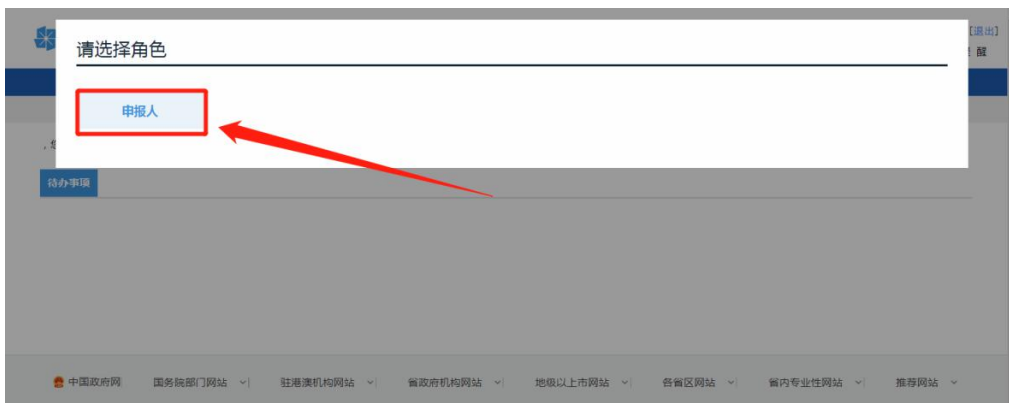 请选择角色
[退出]
醒
申报人
待办事项
中国政府网 国务院部门网站 驻港澳机构网站 省政府机构网站 地级以上市网站 各省区网站 省内专业性网站 推荐网站